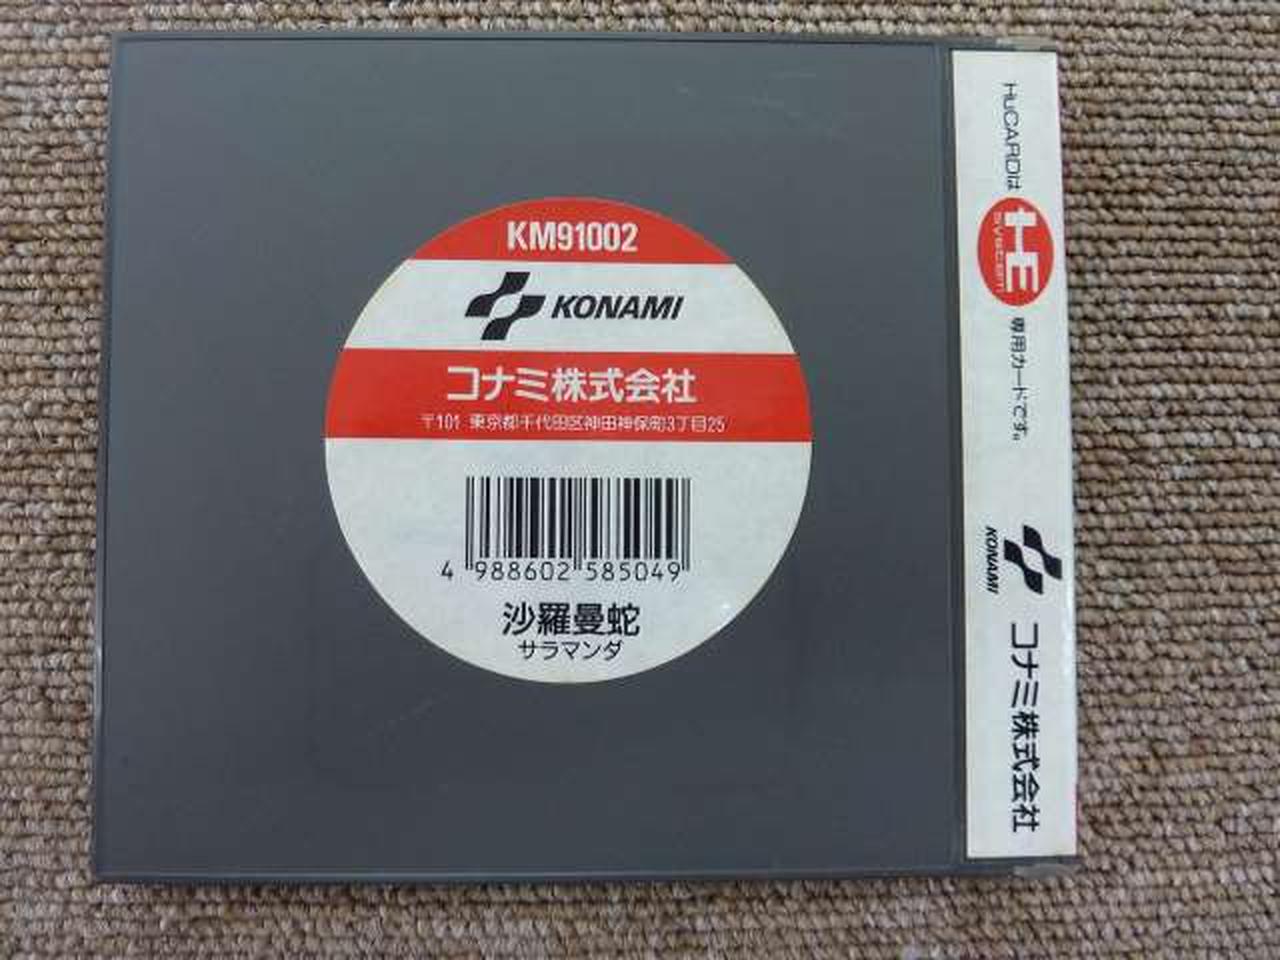 KM91002
KONAMI
コナミ株式会社
〒101 東京都千代田区神田神保町3丁目25
4 988602 585049
沙羅曼蛇
サラマンダ
HuCARDは
HE
system
専用カードです。
KONAMI
コナミ株式会社